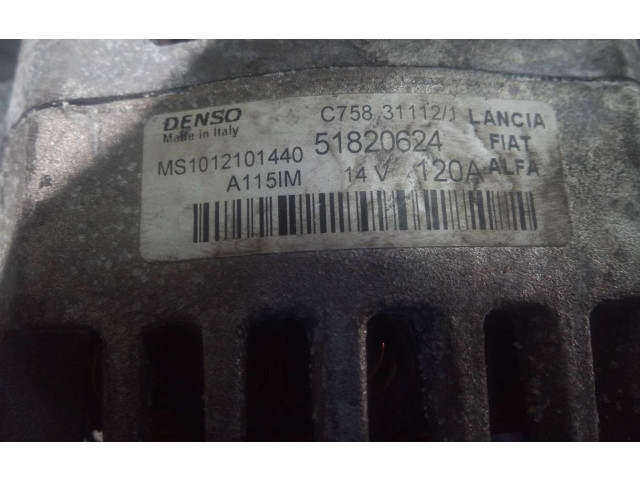 DENSO C758 31112/1 LANCIA
Made in Italy 51820624 FIAT
MS1012101440 ALFA
A115IM 14 V 120A